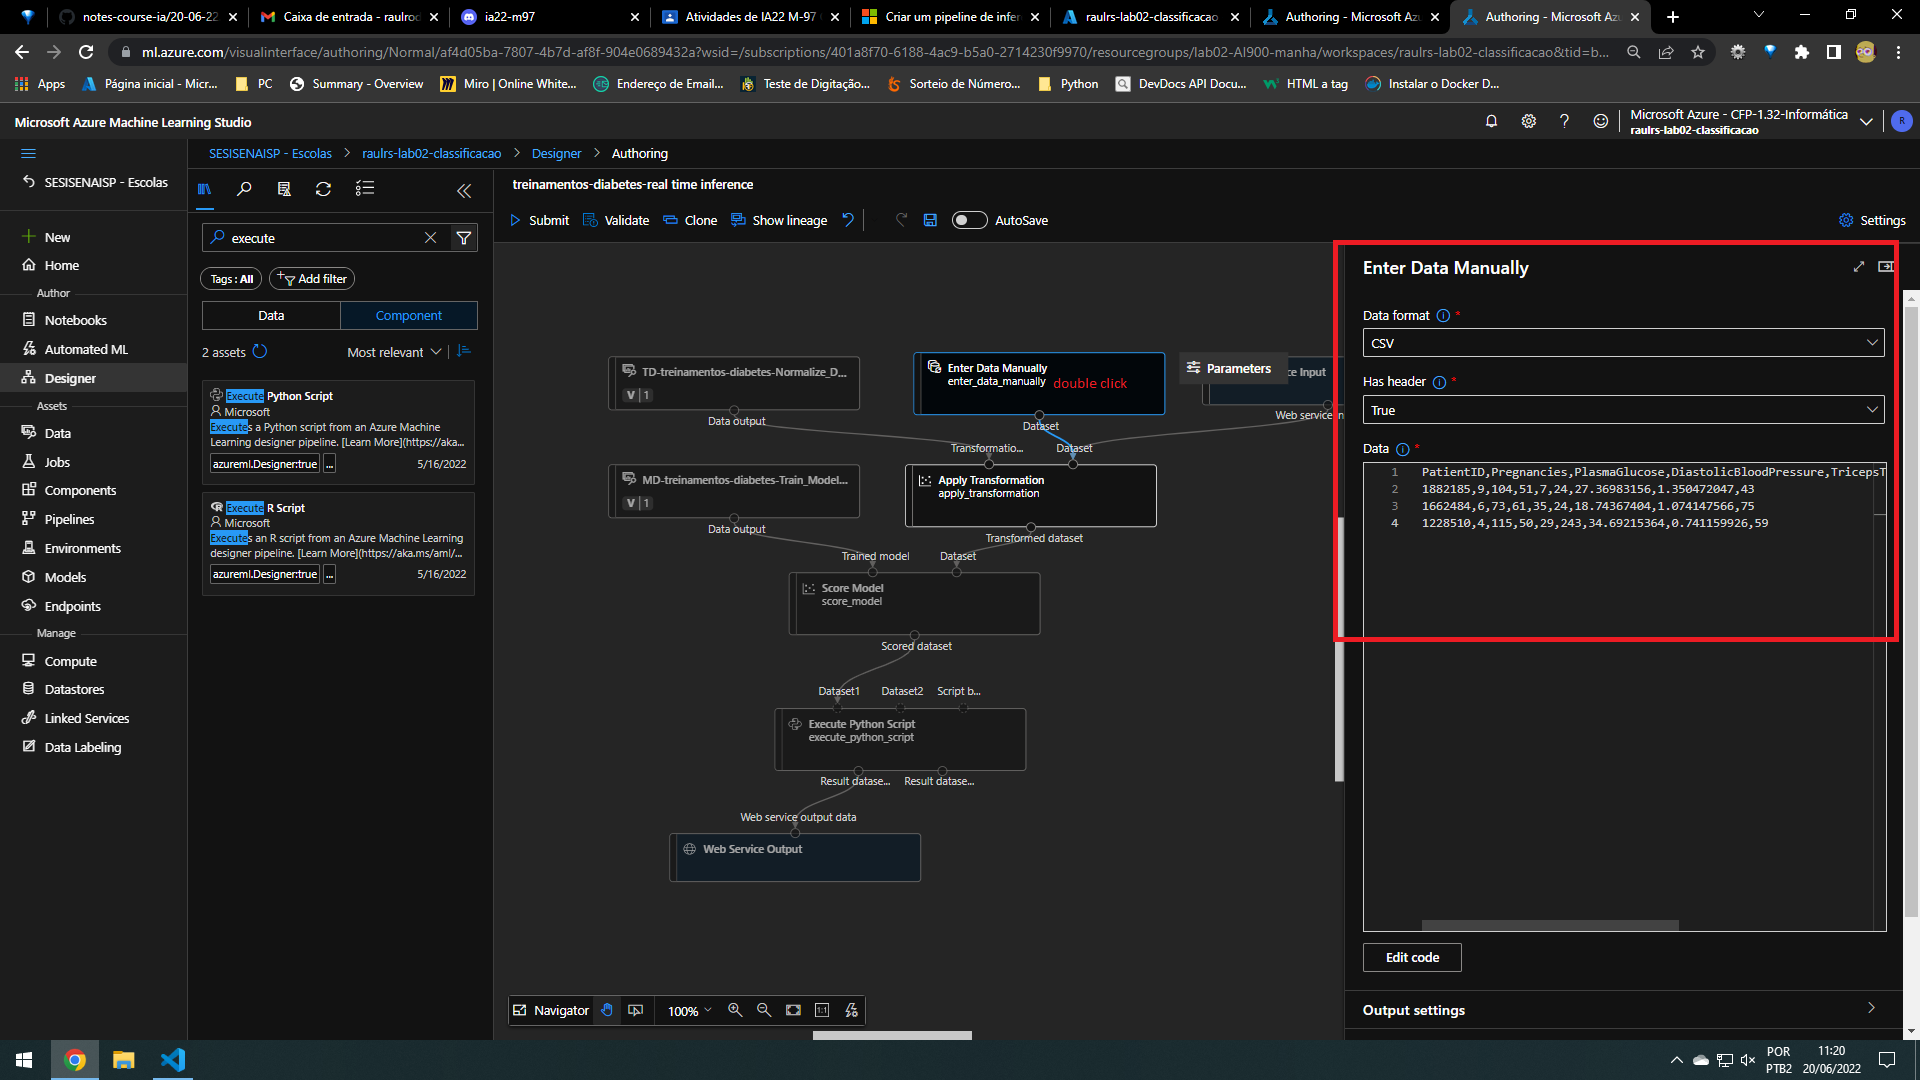 notes-course-ia/20-06-22
Caixa de entrada - raulrod
ia22-m97
Atividades de IA22 M-97
Criar um pipeline de infer
raulrs-lab02-classificacao
Authoring - Microsoft Az
Authoring - Microsoft Az
ml.azure.com/visualinterface/authoring/Normal/af4d05ba-7807-4b7d-af8f-904e0689432a?wsid=/subscriptions/401a8f70-6188-4ac9-b5a0-2714230f9970/resourcegroups/lab02-AI900-manha/workspaces/raulrs-lab02-classificacao&tid=b...
Apps
Página inicial - Micr...
PC
Summary - Overview
Miro | Online White...
Endereço de Email...
Teste de Digitação...
Sorteio de Número...
Python
DevDocs API Docu...
HTML a tag
Instalar o Docker D...
Microsoft Azure Machine Learning Studio
Microsoft Azure - CFP-1.32-Informática
raulrs-lab02-classificacao
R
SESISENAISP - Escolas > raulrs-lab02-classificacao > Designer > Authoring
SESISENAISP - Escolas
New
Home
Author
Notebooks
Automated ML
Designer
Assets
Data
Jobs
Components
Pipelines
Environments
Models
Endpoints
Manage
Compute
Datastores
Linked Services
Data Labeling
execute
Tags : All
Add filter
Data
Component
2 assets
Most relevant
Execute Python Script
Microsoft
Executes a Python script from an Azure Machine
Learning designer pipeline. [Learn More](https://aka...
azureml.Designer:true
...
5/16/2022
Execute R Script
Microsoft
Executes an R script from an Azure Machine Learning
designer pipeline. [Learn More](https://aka.ms/aml/...
azureml.Designer:true
...
5/16/2022
treinamentos-diabetes-real time inference
Submit
Validate
Clone
Show lineage
AutoSave
Settings
TD-treinamentos-diabetes-Normalize_D...
V | 1
Data output
Enter Data Manually
enter_data_manually
double click
Dataset
Parameters
ce Input
Web service in
Transformatio...
Dataset
MD-treinamentos-diabetes-Train_Model...
V | 1
Data output
Apply Transformation
apply_transformation
Transformed dataset
Trained model
Dataset
Score Model
score_model
Scored dataset
Dataset1
Dataset2
Script b...
Execute Python Script
execute_python_script
Result datase...
Result datase...
Web service output data
Web Service Output
Navigator
100%
1:1
Enter Data Manually
Data format *
CSV
Has header *
True
Data *
1 PatientID,Pregnancies,PlasmaGlucose,DiastolicBloodPressure,TricepsT
2 1882185,9,104,51,7,24,27.36983156,1.350472047,43
3 1662484,6,73,61,35,24,18.74367404,1.074147566,75
4 1228510,4,115,50,29,243,34.69215364,0.741159926,59
Edit code
Output settings
POR
PTB2
11:20
20/06/2022